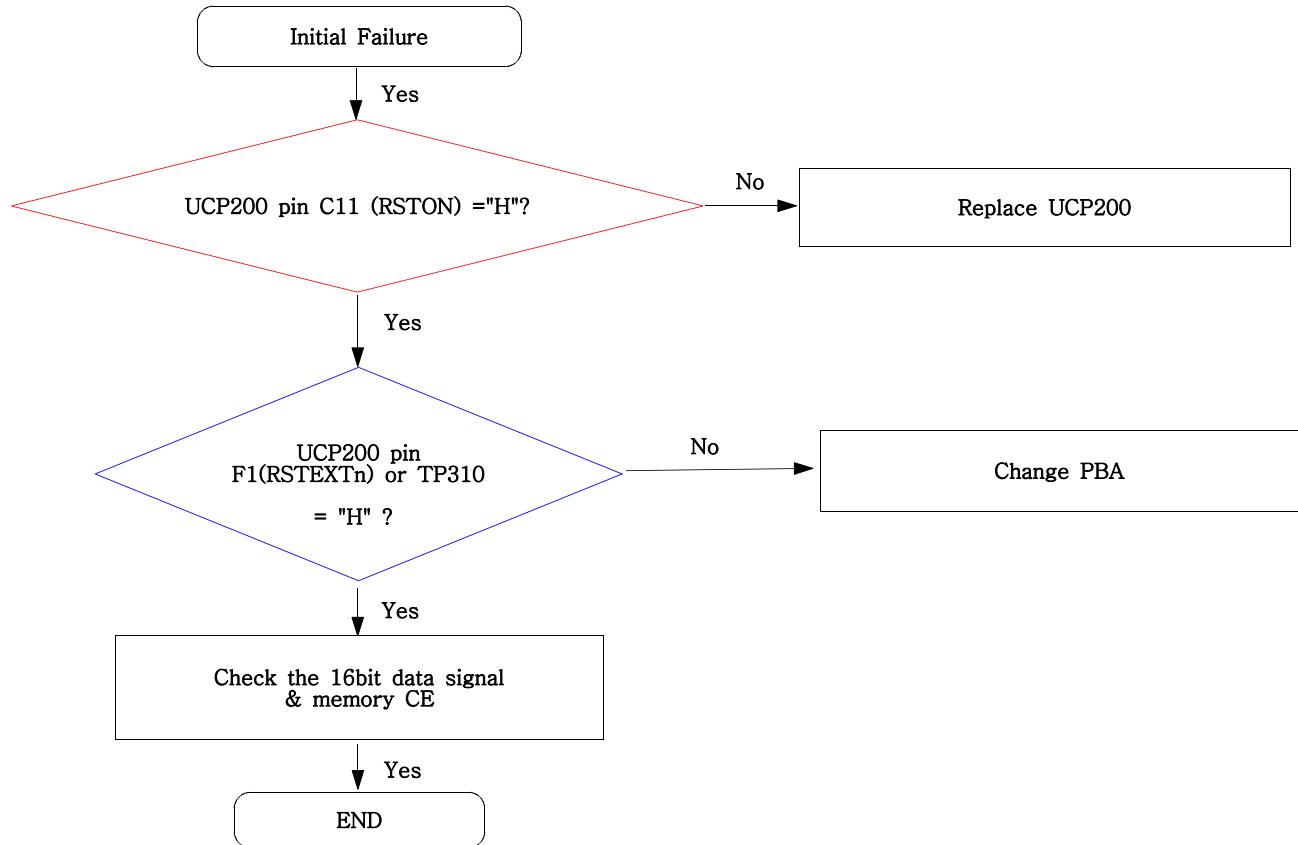 Initial Failure
Yes
UCP200 pin C11 (RSTON) ="H"?
No
Replace UCP200
Yes
UCP200 pin
F1(RSTEXTn) or TP310
= "H" ?
No
Change PBA
Yes
Check the 16bit data signal
& memory CE
Yes
END